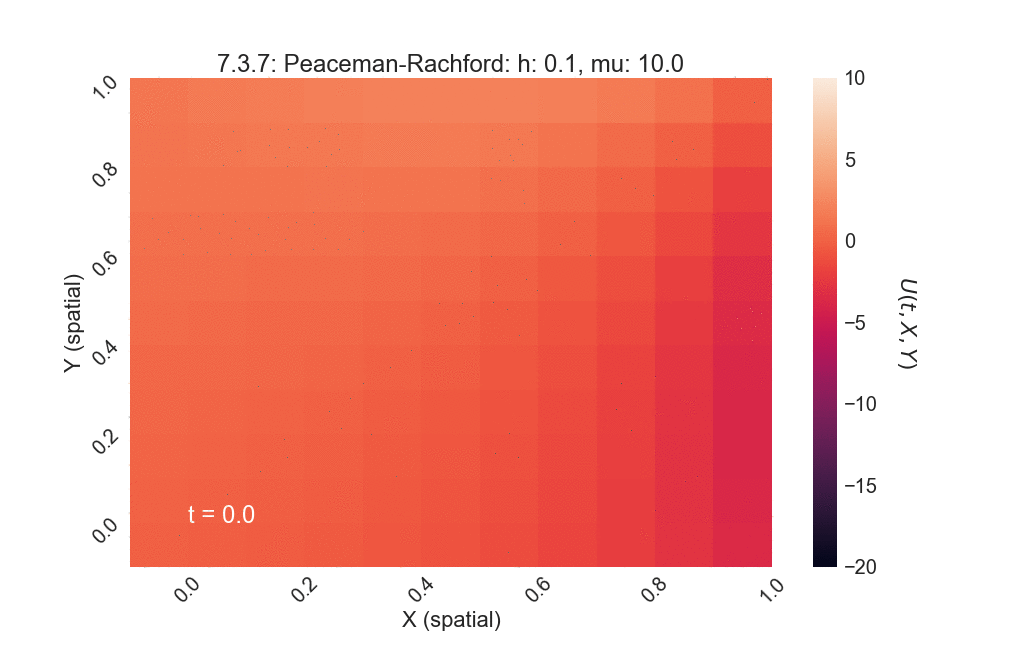 7.3.7: Peaceman-Rachford: h: 0.1, mu: 10.0
1.0
0.8
0.6
0.4
0.2
0.0
Y (spatial)
t = 0.0
0.0 0.2 0.4 0.6 0.8 1.0
X (spatial)
10
5
0
−5
−10
−15
−20
U(t, X, Y)